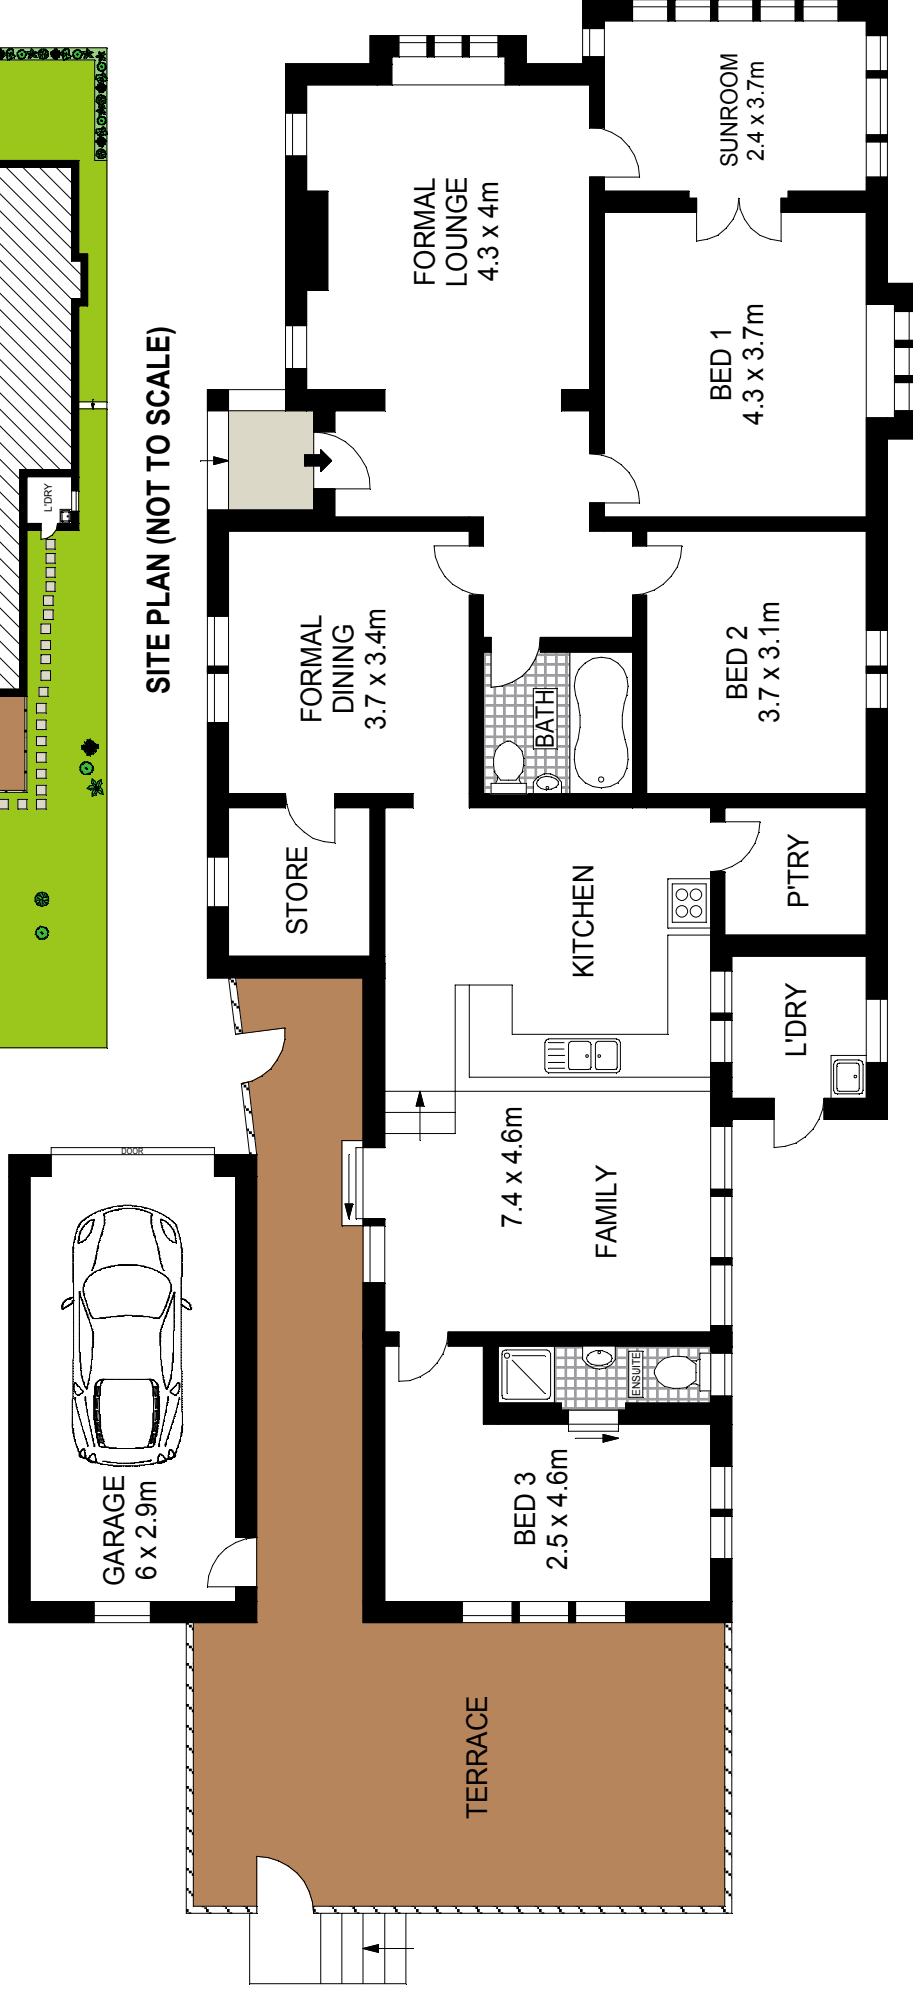 SUNROOM
2.4 x 3.7m
FORMAL
LOUNGE
4.3 x 4m
BED 1
4.3 x 3.7m
L'DRY
SITE PLAN (NOT TO SCALE)
FORMAL
DINING
3.7 x 3.4m
BATH
BED 2
3.7 x 3.1m
STORE
KITCHEN
P'TRY
L'DRY
DOOR
7.4 x 4.6m
FAMILY
ENSUITE
GARAGE
6 x 2.9m
BED 3
2.5 x 4.6m
TERRACE